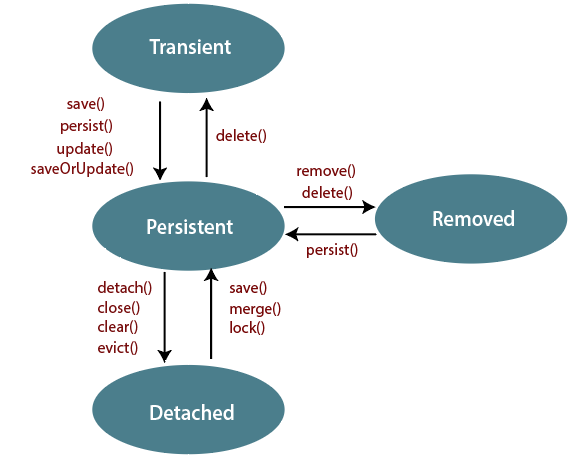 Transient
save()
persist()
update()
saveOrUpdate()
delete()
remove()
delete()
Persistent
Removed
persist()
detach()
close()
clear()
evict()
save()
merge()
lock()
Detached